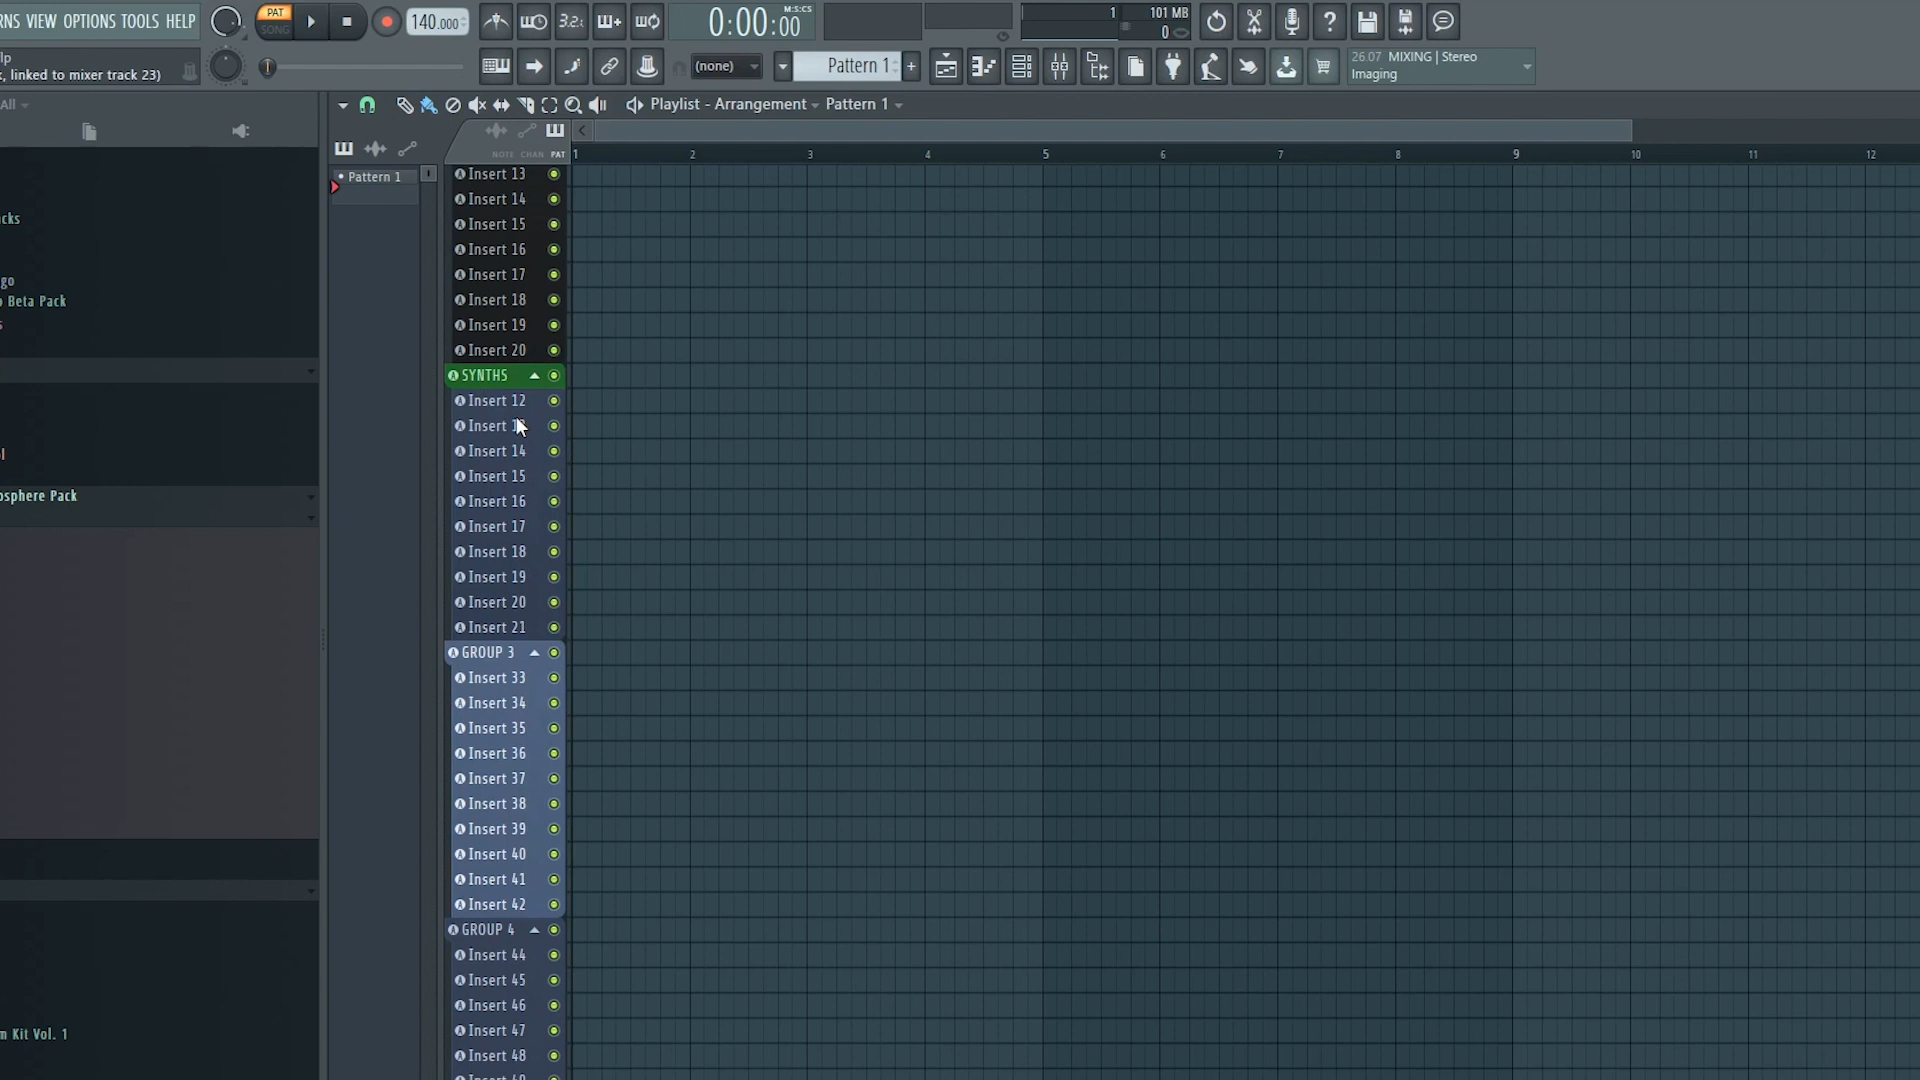 RNS VIEW OPTIONS TOOLS HELP
PAT
SONG
140.000
3.2.
M:S:CS
0:00:00
1
101 MB
0
lp
, linked to mixer track 23)
(none)
Pattern 1
+
26.07 MIXING | Stereo
Imaging
All
Playlist - Arrangement
Pattern 1
NOTE CHAN PAT
1 2 3 4 5 6 7 8 9 10 11 12
Pattern 1
cks
go
o Beta Pack
s
l
osphere Pack
m Kit Vol. 1
Insert 13
Insert 14
Insert 15
Insert 16
Insert 17
Insert 18
Insert 19
Insert 20
SYNTHS
Insert 12
Insert
Insert 14
Insert 15
Insert 16
Insert 17
Insert 18
Insert 19
Insert 20
Insert 21
GROUP 3
Insert 33
Insert 34
Insert 35
Insert 36
Insert 37
Insert 38
Insert 39
Insert 40
Insert 41
Insert 42
GROUP 4
Insert 44
Insert 45
Insert 46
Insert 47
Insert 48